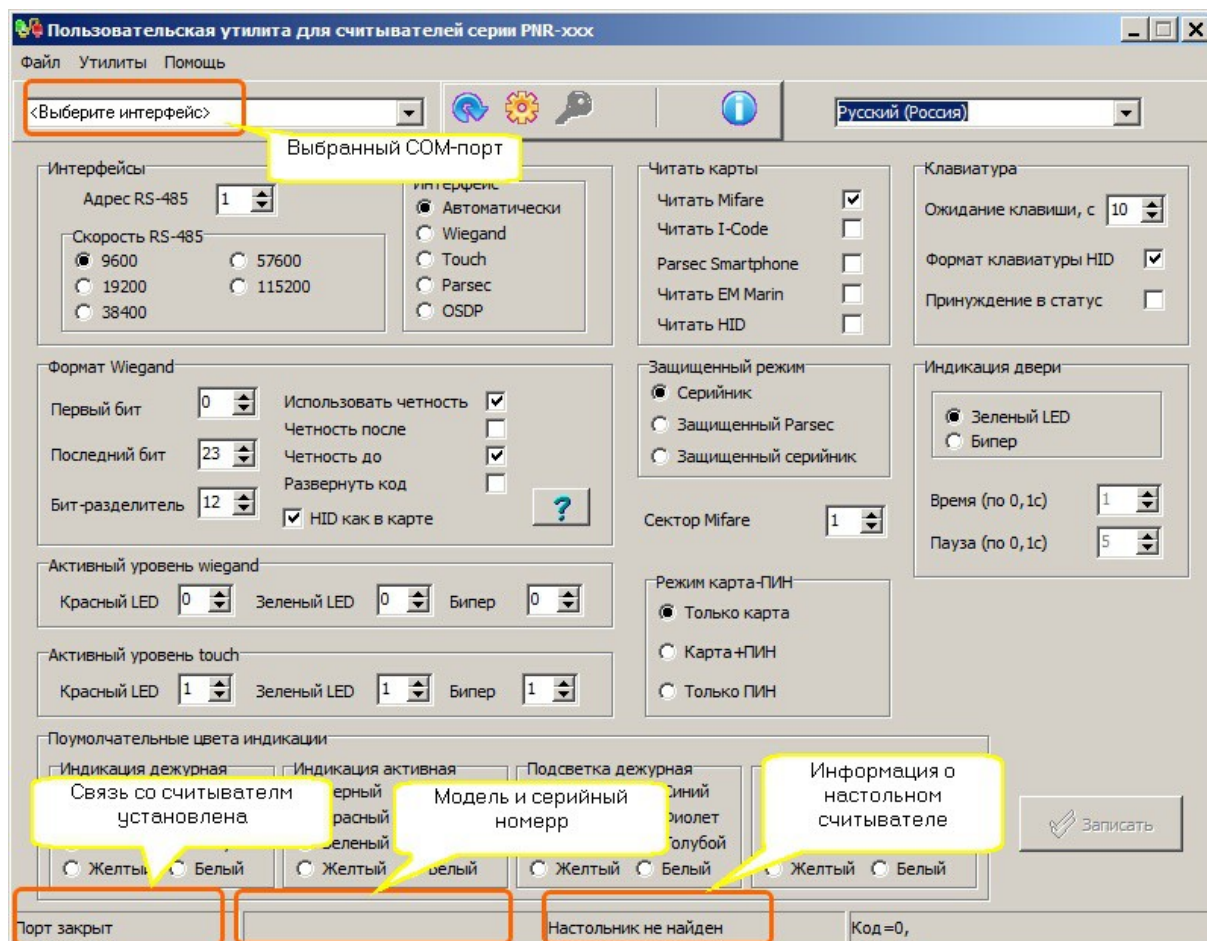 Пользовательская утилита для считывателей серии PNR-xxx
Файл Утилиты Помощь
<Выберите интерфейс>
Русский (Россия)
Выбранный COM-порт
Интерфейсы
Адрес RS-485 1
Скорость RS-485
9600 57600
19200 115200
38400
Интерфейс
Автоматически
Wiegand
Touch
Parsec
OSDP
Читать карты
Читать Mifare
Читать I-Code
Parsec Smartphone
Читать EM Marin
Читать HID
Клавиатура
Ожидание клавиши, с 10
Формат клавиатуры HID
Принуждение в статус
Формат Wiegand
Первый бит 0
Последний бит 23
Бит-разделитель 12
Использовать четность
Четность после
Четность до
Развернуть код
HID как в карте
?
Защищенный режим
Серийник
Защищенный Parsec
Защищенный серийник
Сектор Mifare 1
Индикация двери
Зеленый LED
Бипер
Время (по 0,1с) 1
Пауза (по 0,1с) 5
Активный уровень wiegand
Красный LED 0 Зеленый LED 0 Бипер 0
Активный уровень touch
Красный LED 1 Зеленый LED 1 Бипер 1
Режим карта-ПИН
Только карта
Карта+ПИН
Только ПИН
Поумолчательные цвета индикации
Индикация дежурная
Связь со считывателм
установлена
Желтый Белый
Индикация активная
Модель и серийный
номерр
Желтый
Подсветка дежурная
Желтый Белый
Информация о
настольном
считывателе
Желтый Белый
Записать
Порт закрыт
Настольник не найден
Код=0,